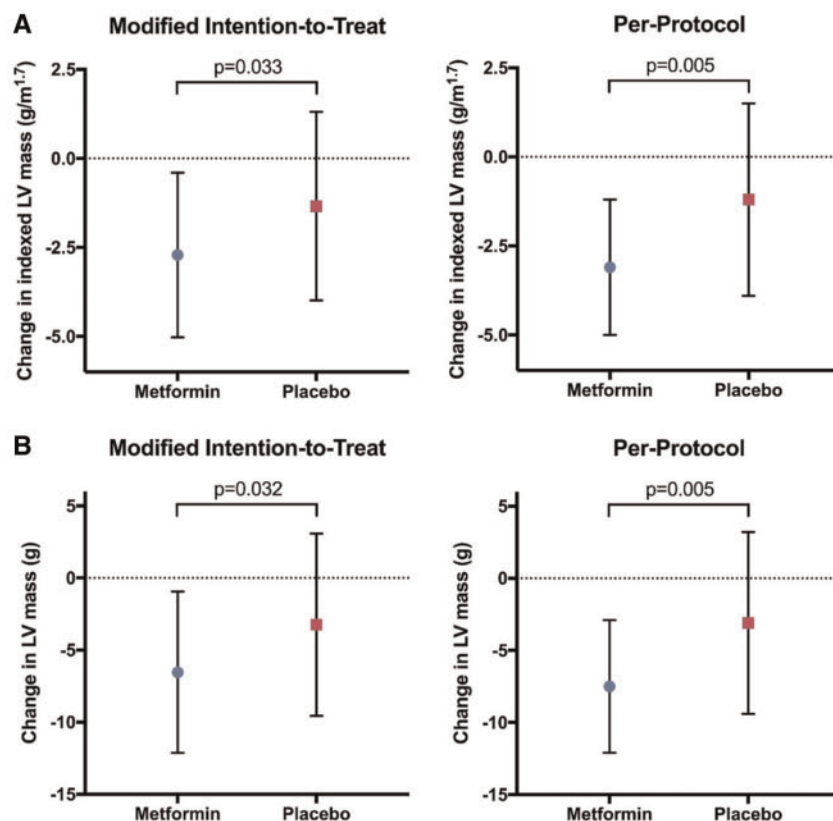 A
Modified Intention-to-Treat
Per-Protocol
p=0.033
p=0.005
Change in indexed LV mass (g/m^1.7)
2.5
0.0
-2.5
-5.0
Metformin
Placebo
Change in indexed LV mass (g/m^1.7)
2.5
0.0
-2.5
-5.0
Metformin
Placebo
B
Modified Intention-to-Treat
Per-Protocol
p=0.032
p=0.005
Change in LV mass (g)
5
0
-5
-10
-15
Metformin
Placebo
Change in LV mass (g)
5
0
-5
-10
-15
Metformin
Placebo